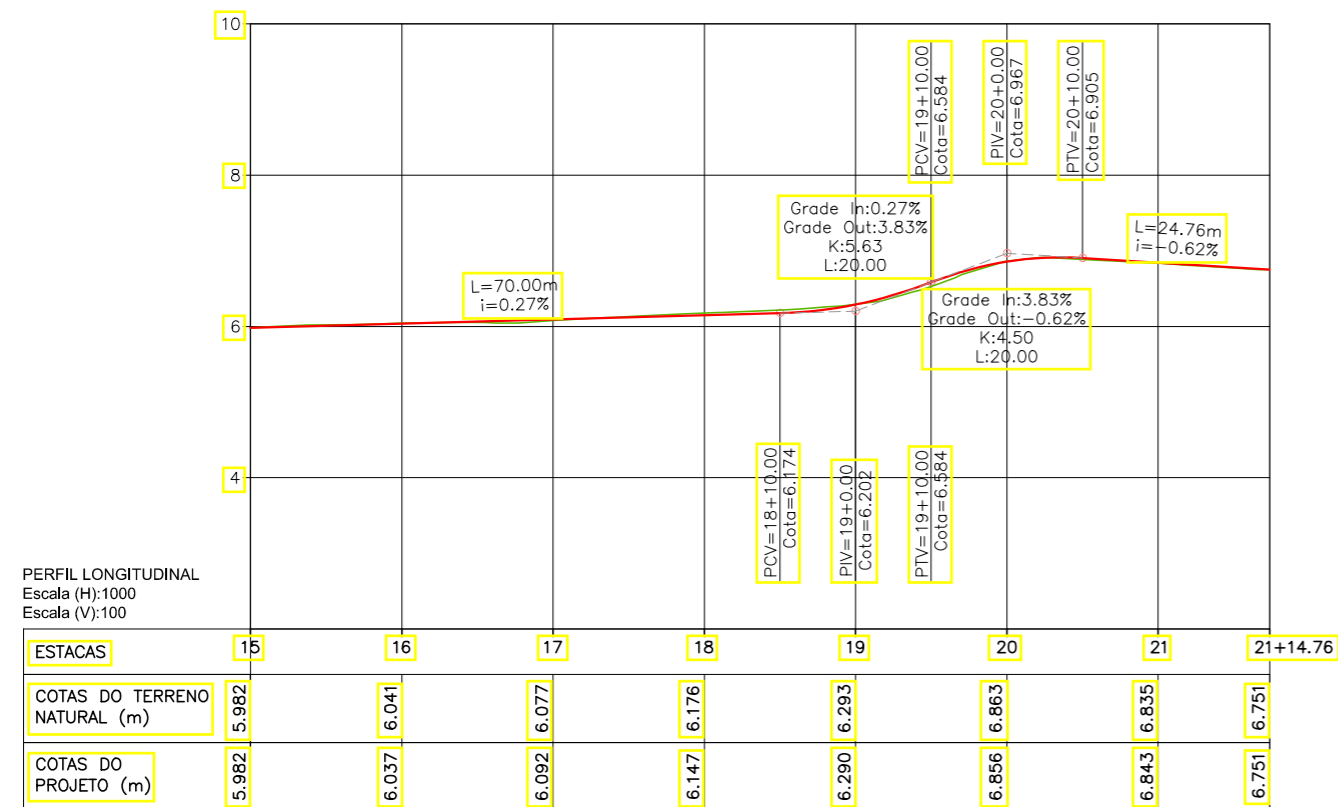 10
8
6
4
PCV=19+10.00
Cota=6.584
PIV=20+0.00
Cota=6.967
PTV=20+10.00
Cota=6.905
Grade In:0.27%
Grade Out:3.83%
K:5.63
L:20.00
L=24.76m
i=-0.62%
L=70.00m
i=0.27%
Grade In:3.83%
Grade Out:-0.62%
K:4.50
L:20.00
PCV=18+10.00
Cota=6.174
PIV=19+0.00
Cota=6.202
PTV=19+10.00
Cota=6.584
PERFIL LONGITUDINAL
Escala (H):1000
Escala (V):100
ESTACAS 15 16 17 18 19 20 21 21+14.76
COTAS DO TERRENO
NATURAL (m) 5.982 6.041 6.077 6.176 6.293 6.863 6.835 6.751
COTAS DO
PROJETO (m) 5.982 6.037 6.092 6.147 6.290 6.856 6.843 6.751